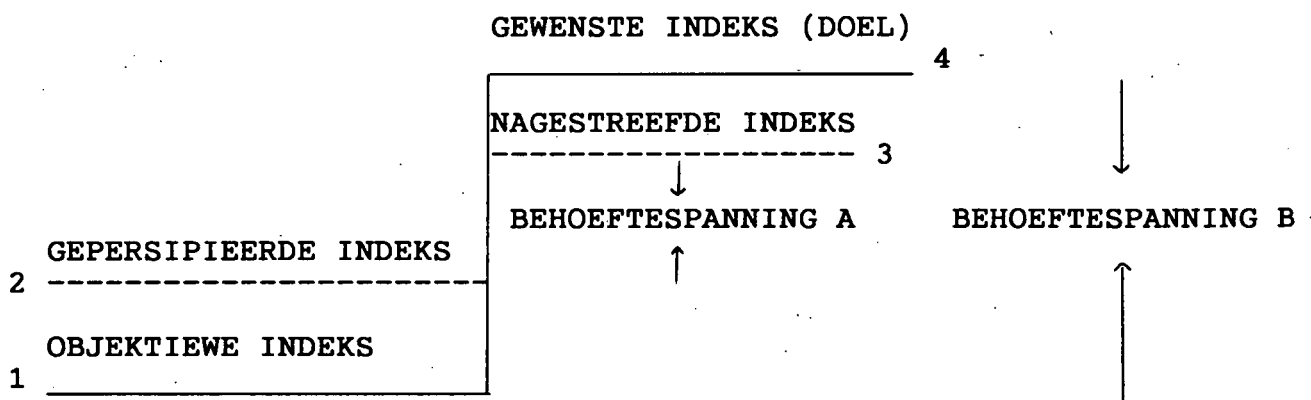 GEWENSTE INDEKS (DOEL)
4
NAGESTREEFDE INDEKS
3
BEHOEFTESPANNING A
BEHOEFTESPANNING B
GEPERSIPIEERDE INDEKS
2
OBJEKTIEWE INDEKS
1